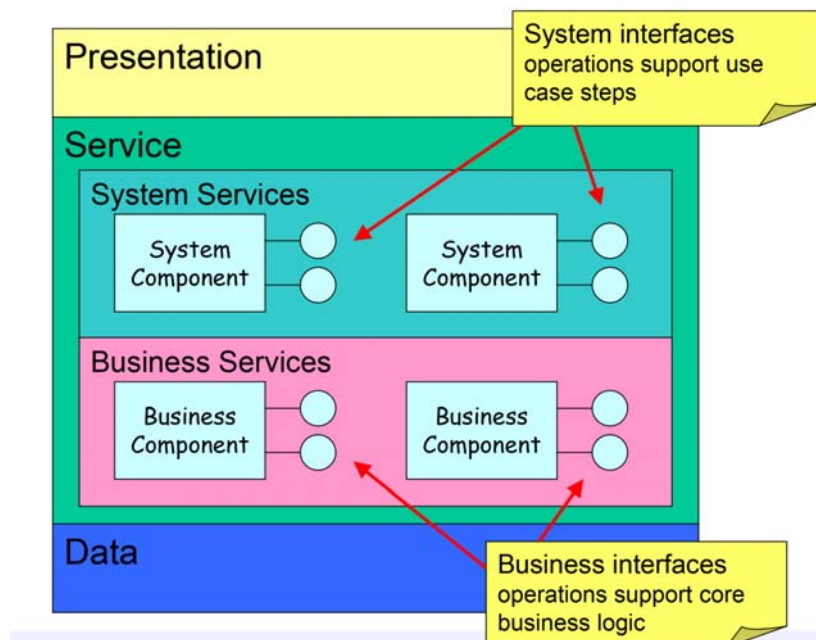 Presentation
System interfaces
operations support use
case steps
Service
System Services
System
Component
System
Component
Business Services
Business
Component
Business
Component
Data
Business interfaces
operations support core
business logic